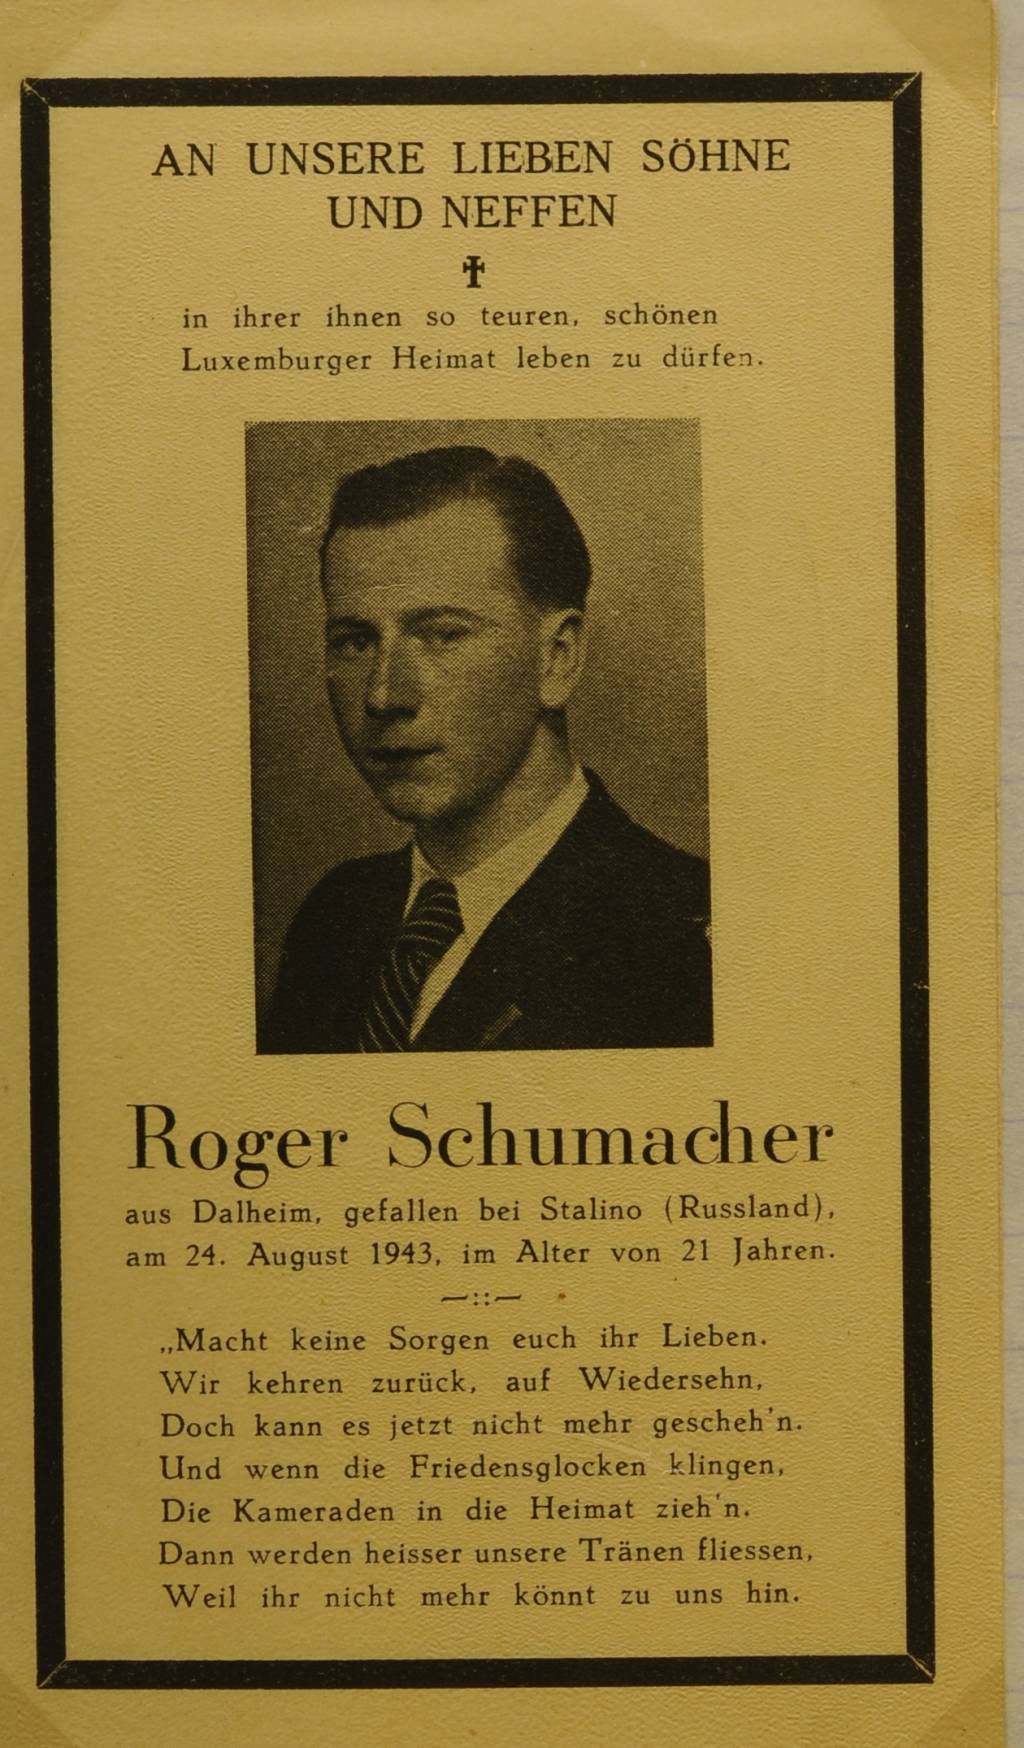 AN UNSERE LIEBEN SÖHNE
UND NEFFEN
in ihrer ihnen so teuren, schönen
Luxemburger Heimat leben zu dürfen.
Roger Schumacher
aus Dalheim, gefallen bei Stalino (Russland),
am 24. August 1943, im Alter von 21 Jahren.
„Macht keine Sorgen euch ihr Lieben.
Wir kehren zurück, auf Wiedersehn,
Doch kann es jetzt nicht mehr gescheh'n.
Und wenn die Friedensglocken klingen,
Die Kameraden in die Heimat zieh'n.
Dann werden heisser unsere Tränen fliessen,
Weil ihr nicht mehr könnt zu uns hin.